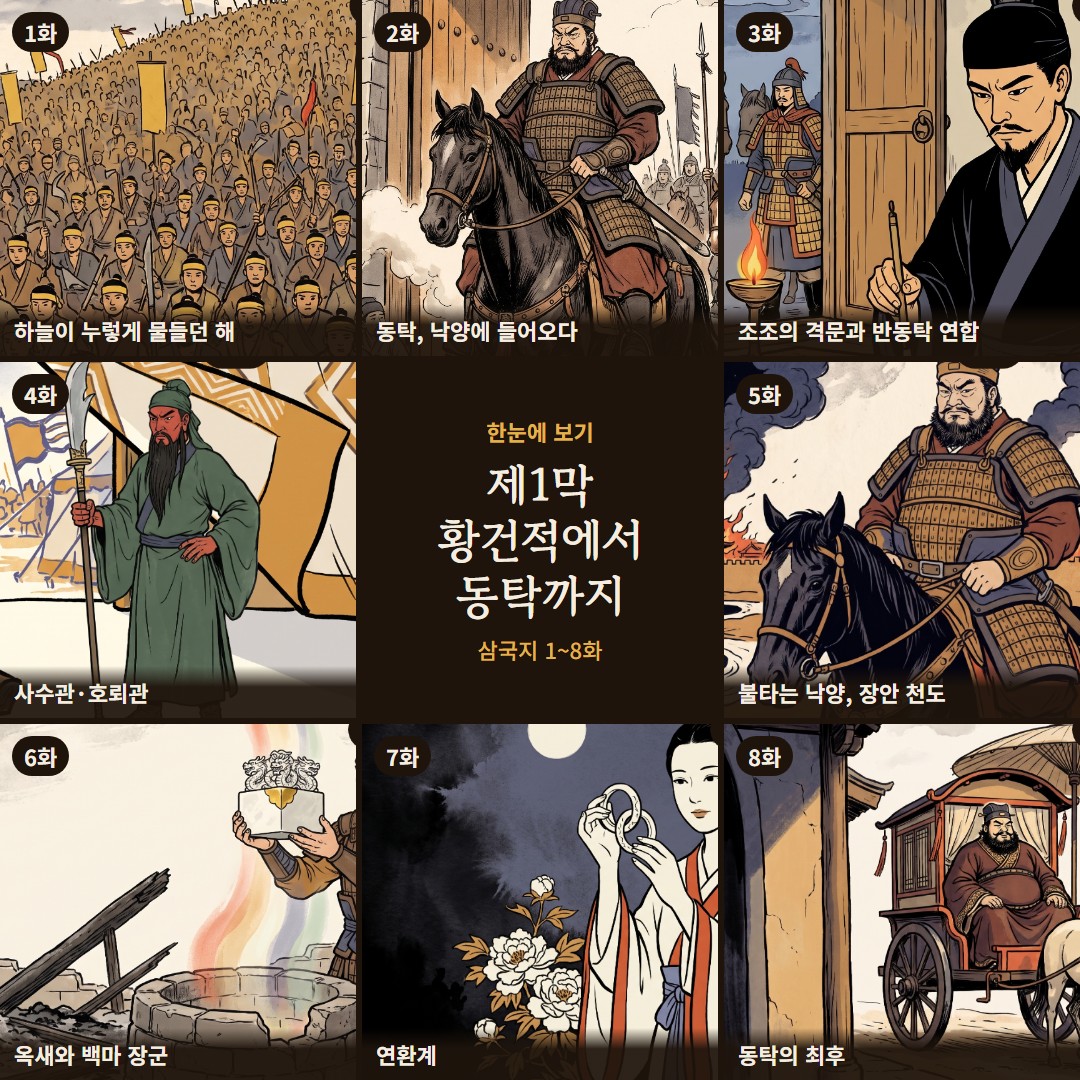 1화
하늘이 누렇게 물들던 해
2화
동탁, 낙양에 들어오다
3화
조조의 격문과 반동탁 연합
4화
사수관·호뢰관
한눈에 보기
제1막
황건적에서
동탁까지
삼국지 1~8화
5화
불타는 낙양, 장안 천도
6화
옥새와 백마 장군
7화
연환계
8화
동탁의 최후